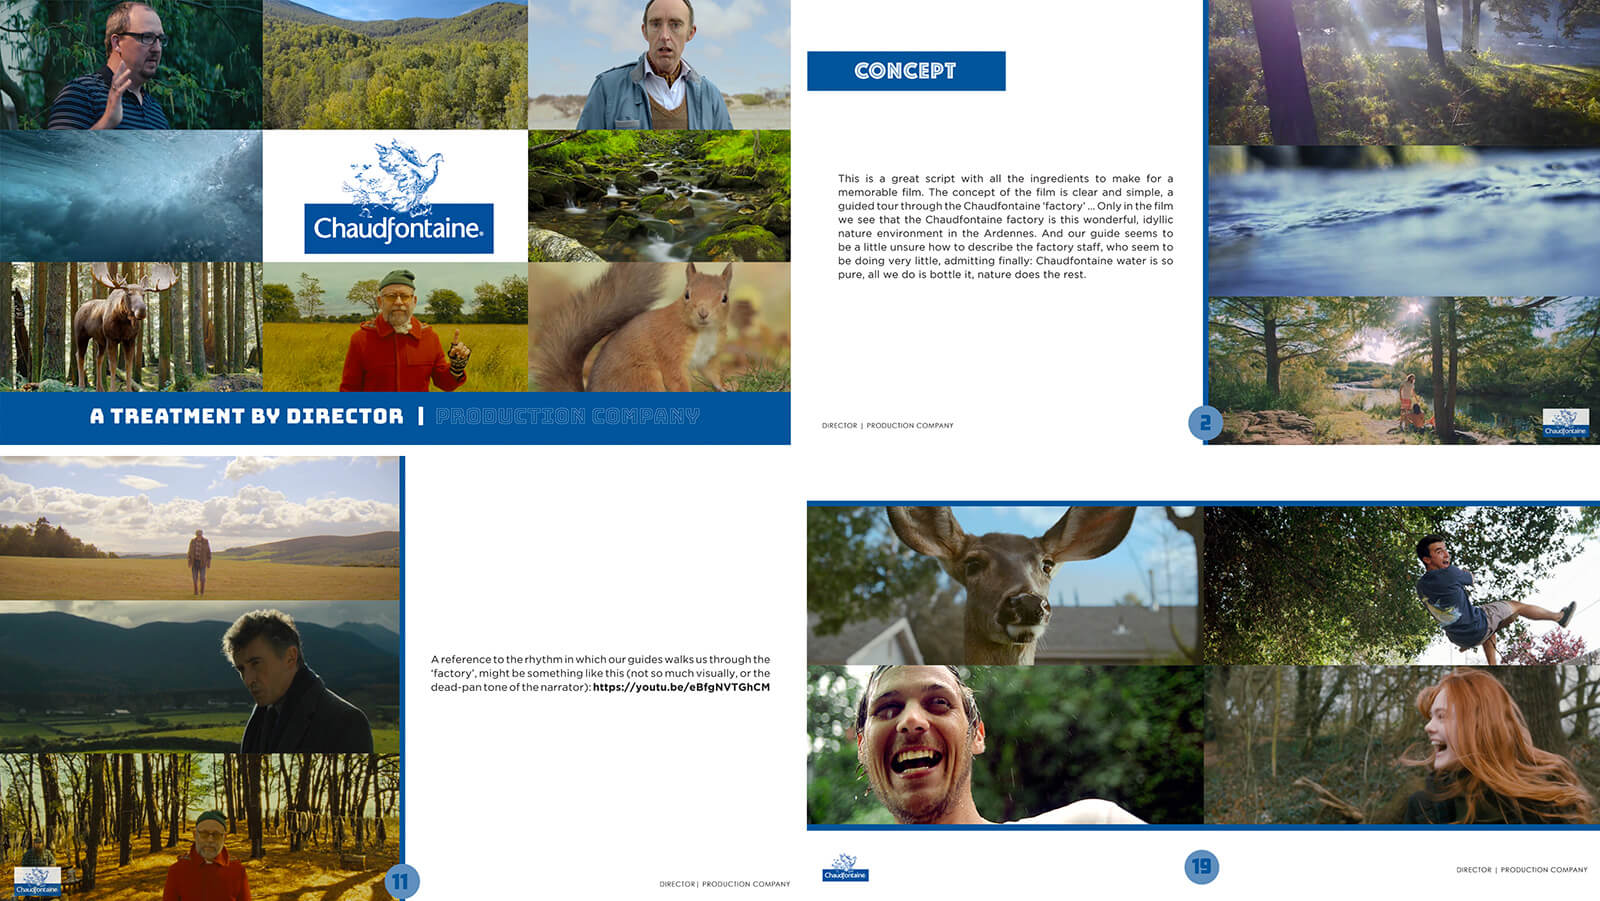 Chaudfontaine®
A TREATMENT BY DIRECTOR | PRODUCTION COMPANY
CONCEPT
This is a great script with all the ingredients to make for a
memorable film. The concept of the film is clear and simple, a
guided tour through the Chaudfontaine ‘factory’ ... Only in the film
we see that the Chaudfontaine factory is this wonderful, idyllic
nature environment in the Ardennes. And our guide seems to
be a little unsure how to describe the factory staff, who seem to
be doing very little, admitting finally: Chaudfontaine water is so
pure, all we do is bottle it, nature does the rest.
DIRECTOR | PRODUCTION COMPANY
2
Chaudfontaine
A reference to the rhythm in which our guides walks us through the
‘factory’, might be something like this (not so much visually, or the
dead-pan tone of the narrator): https://youtu.be/eBfgNVTGhCM
Chaudfontaine
11
DIRECTOR | PRODUCTION COMPANY
Chaudfontaine
19
DIRECTOR | PRODUCTION COMPANY